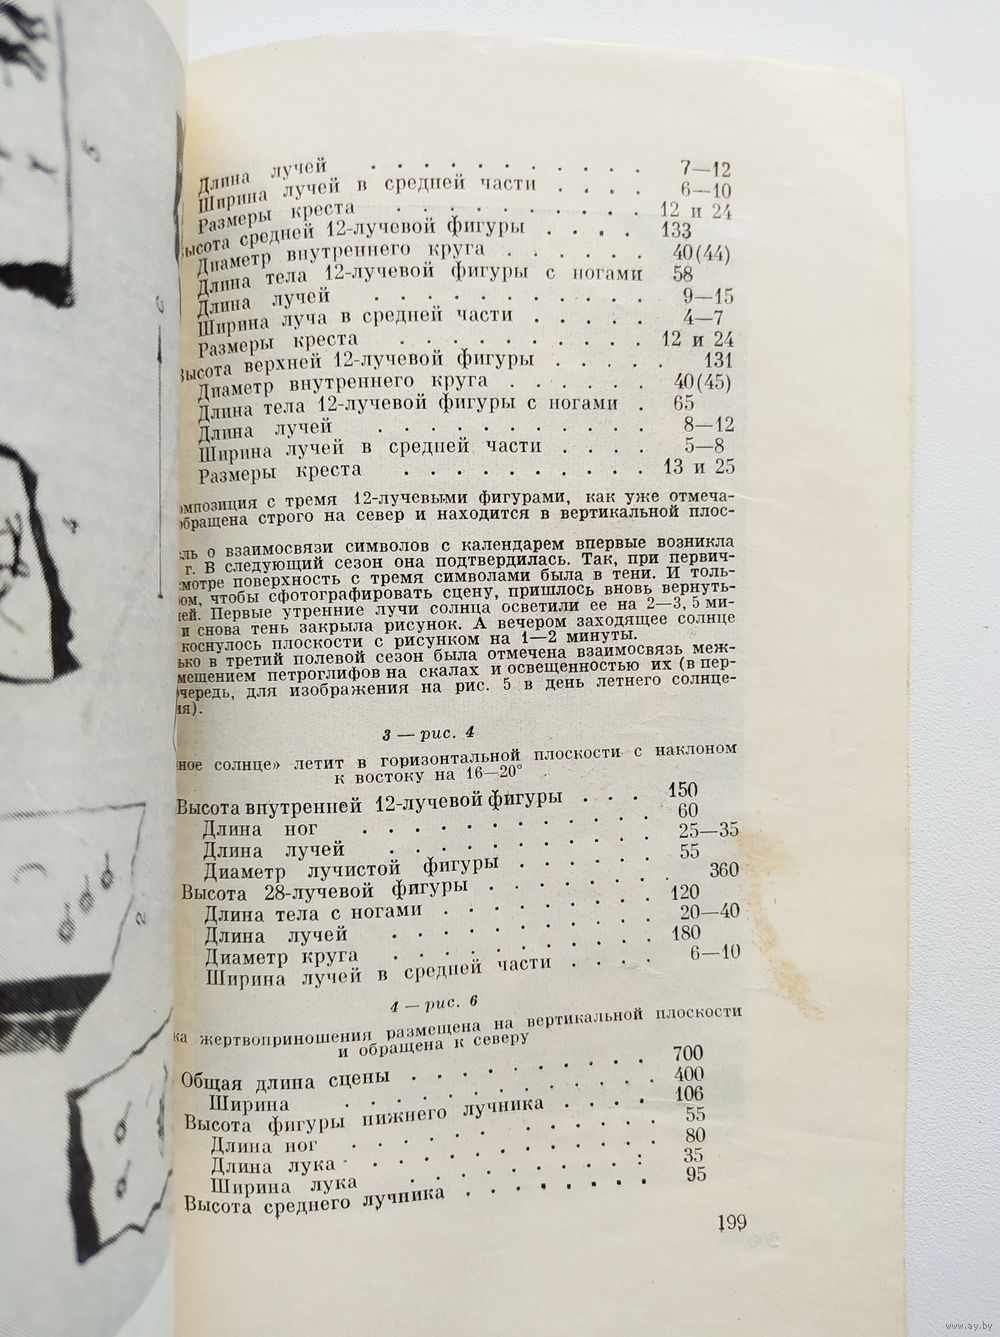 Длина лучей . . . . . . . . . . 7—12
Ширина лучей в средней части . . . . 6—10
Размеры креста . . . . . . . . . . 12 и 24
Высота средней 12-лучевой фигуры . . . . 133
Диаметр внутреннего круга . . . . . . 40(44)
Длина тела 12-лучевой фигуры с ногами 58
Длина лучей . . . . . . . . . . . 9—15
Ширина луча в средней части . . . . . 4—7
Размеры креста . . . . . . . . . . 12 и 24
Высота верхней 12-лучевой фигуры . . . . . 131
Диаметр внутреннего круга . . . . . . 40(45)
Длина тела 12-лучевой фигуры с ногами . 65
Длина лучей . . . . . . . . . . . 8—12
Ширина лучей в средней части . . . . 5—8
Размеры креста . . . . . . . . . . 13 и 25
омпозиция с тремя 12-лучевыми фигурами, как уже отмеча-
обращена строго на север и находится в вертикальной плос-
ль о взаимосвязи символов с календарем впервые возникла
г. В следующий сезон она подтвердилась. Так, при первич-
смотре поверхность с тремя символами была в тени. И толь-
ом, чтобы сфотографировать сцену, пришлось вновь вернуть-
ней. Первые утренние лучи солнца осветили ее на 2—3,5 ми-
и снова тень закрыла рисунок. А вечером заходящее солнце
коснулось плоскости с рисунком на 1—2 минуты.
ько в третий полевой сезон была отмечена взаимосвязь меж-
мещением петроглифов на скалах и освещенностью их (в пер-
чередь, для изображения на рис. 5 в день летнего солнце-
ия).
3 — рис. 4
ное солнце» летит в горизонтальной плоскости с наклоном
к востоку на 16—20°
Высота внутренней 12-лучевой фигуры . . . 150
Длина ног . . . . . . . . . . . 60
Длина лучей . . . . . . . . . . 25—35
Диаметр лучистой фигуры . . . . . . 55
Высота 28-лучевой фигуры . . . . . . . 360
Длина тела с ногами . . . . . . . . 120
Длина лучей . . . . . . . . . . 20—40
Диаметр круга . . . . . . . . . . 180
Ширина лучей в средней части . . . . 6—10
4 — рис. 6
ка жертвоприношения размещена на вертикальной плоскости
и обращена к северу
Общая длина сцены . . . . . . . . . 700
Ширина . . . . . . . . . . . . 400
Высота фигуры нижнего лучника . . . . 106
Длина ног . . . . . . . . . . . 55
Длина лука . . . . . . . . . . . 80
Ширина лука . . . . . . . . . . 35
Высота среднего лучника . . . . . . . . 95
199
5
с
4
2
www.ay.by